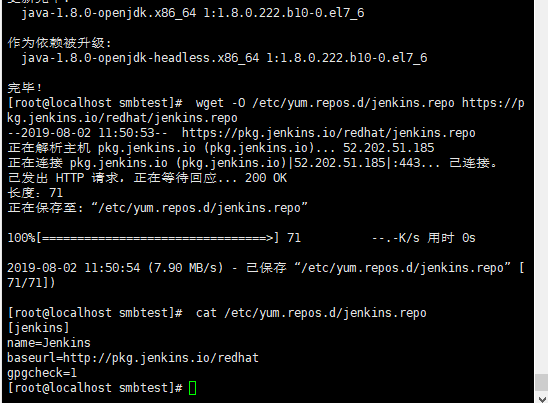 java-1.8.0-openjdk.x86_64 1:1.8.0.222.b10-0.el7_6
作为依赖被升级:
java-1.8.0-openjdk-headless.x86_64 1:1.8.0.222.b10-0.el7_6
完毕！
[root@localhost smbtest]#  wget -O /etc/yum.repos.d/jenkins.repo https://p
kg.jenkins.io/redhat/jenkins.repo
--2019-08-02 11:50:53--  https://pkg.jenkins.io/redhat/jenkins.repo
正在解析主机 pkg.jenkins.io (pkg.jenkins.io)... 52.202.51.185
正在连接 pkg.jenkins.io (pkg.jenkins.io)|52.202.51.185|:443... 已连接。
已发出 HTTP 请求，正在等待回应... 200 OK
长度：71
正在保存至: “/etc/yum.repos.d/jenkins.repo”
100%[================================>] 71          --.-K/s 用时 0s
2019-08-02 11:50:54 (7.90 MB/s) - 已保存 “/etc/yum.repos.d/jenkins.repo” [
71/71])
[root@localhost smbtest]#  cat /etc/yum.repos.d/jenkins.repo
[jenkins]
name=Jenkins
baseurl=http://pkg.jenkins.io/redhat
gpgcheck=1
[root@localhost smbtest]#